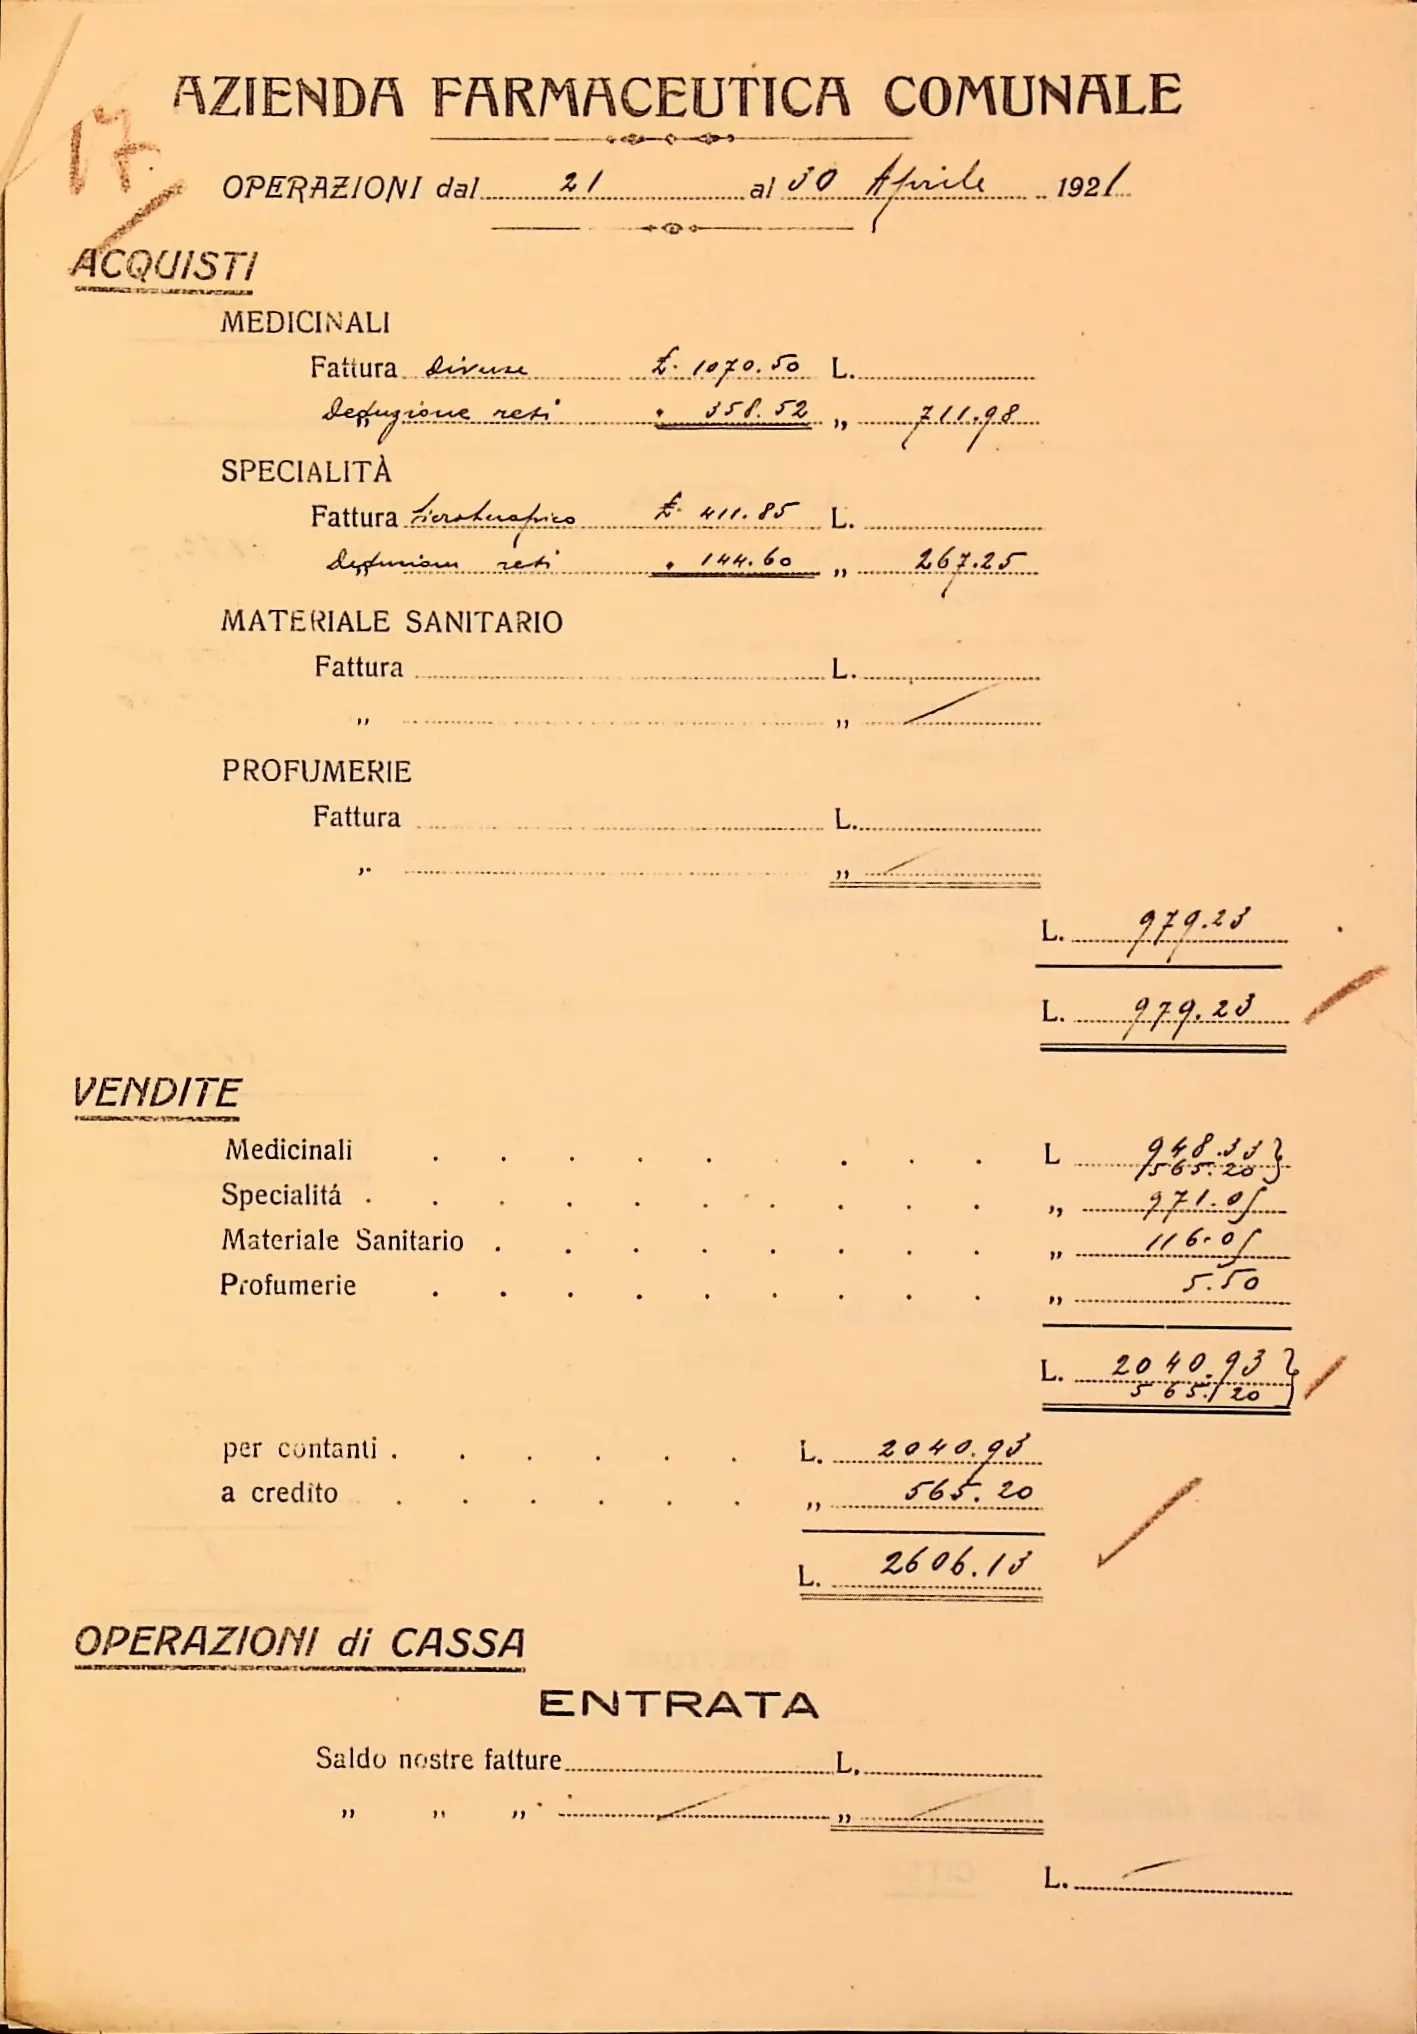 17.
AZIENDA FARMACEUTICA COMUNALE
OPERAZIONI dal 21 al 30 Aprile 1921
ACQUISTI
MEDICINALI
Fattura diverse £. 1070.50 L.
Deduzione resi " 358.52 „ 711.98
SPECIALITÀ
Fattura Sieroterapico £. 411.85 L.
resi " 144.60 „ 267.25
MATERIALE SANITARIO
Fattura L.
„ „ /
PROFUMERIE
Fattura L.
„ „ /
L. 979.23
L. 979.23
VENDITE
Medicinali L 948.33 }
565.20 }
Specialitá „ 971.05
Materiale Sanitario „ 116.05
Profumerie „ 5.50
L. 2040.93 }
565.20 }
per contanti L. 2040.93
a credito „ 565.20
L. 2606.13
OPERAZIONI di CASSA
ENTRATA
Saldo nostre fatture L.
„ „ „ / „ /
L. /